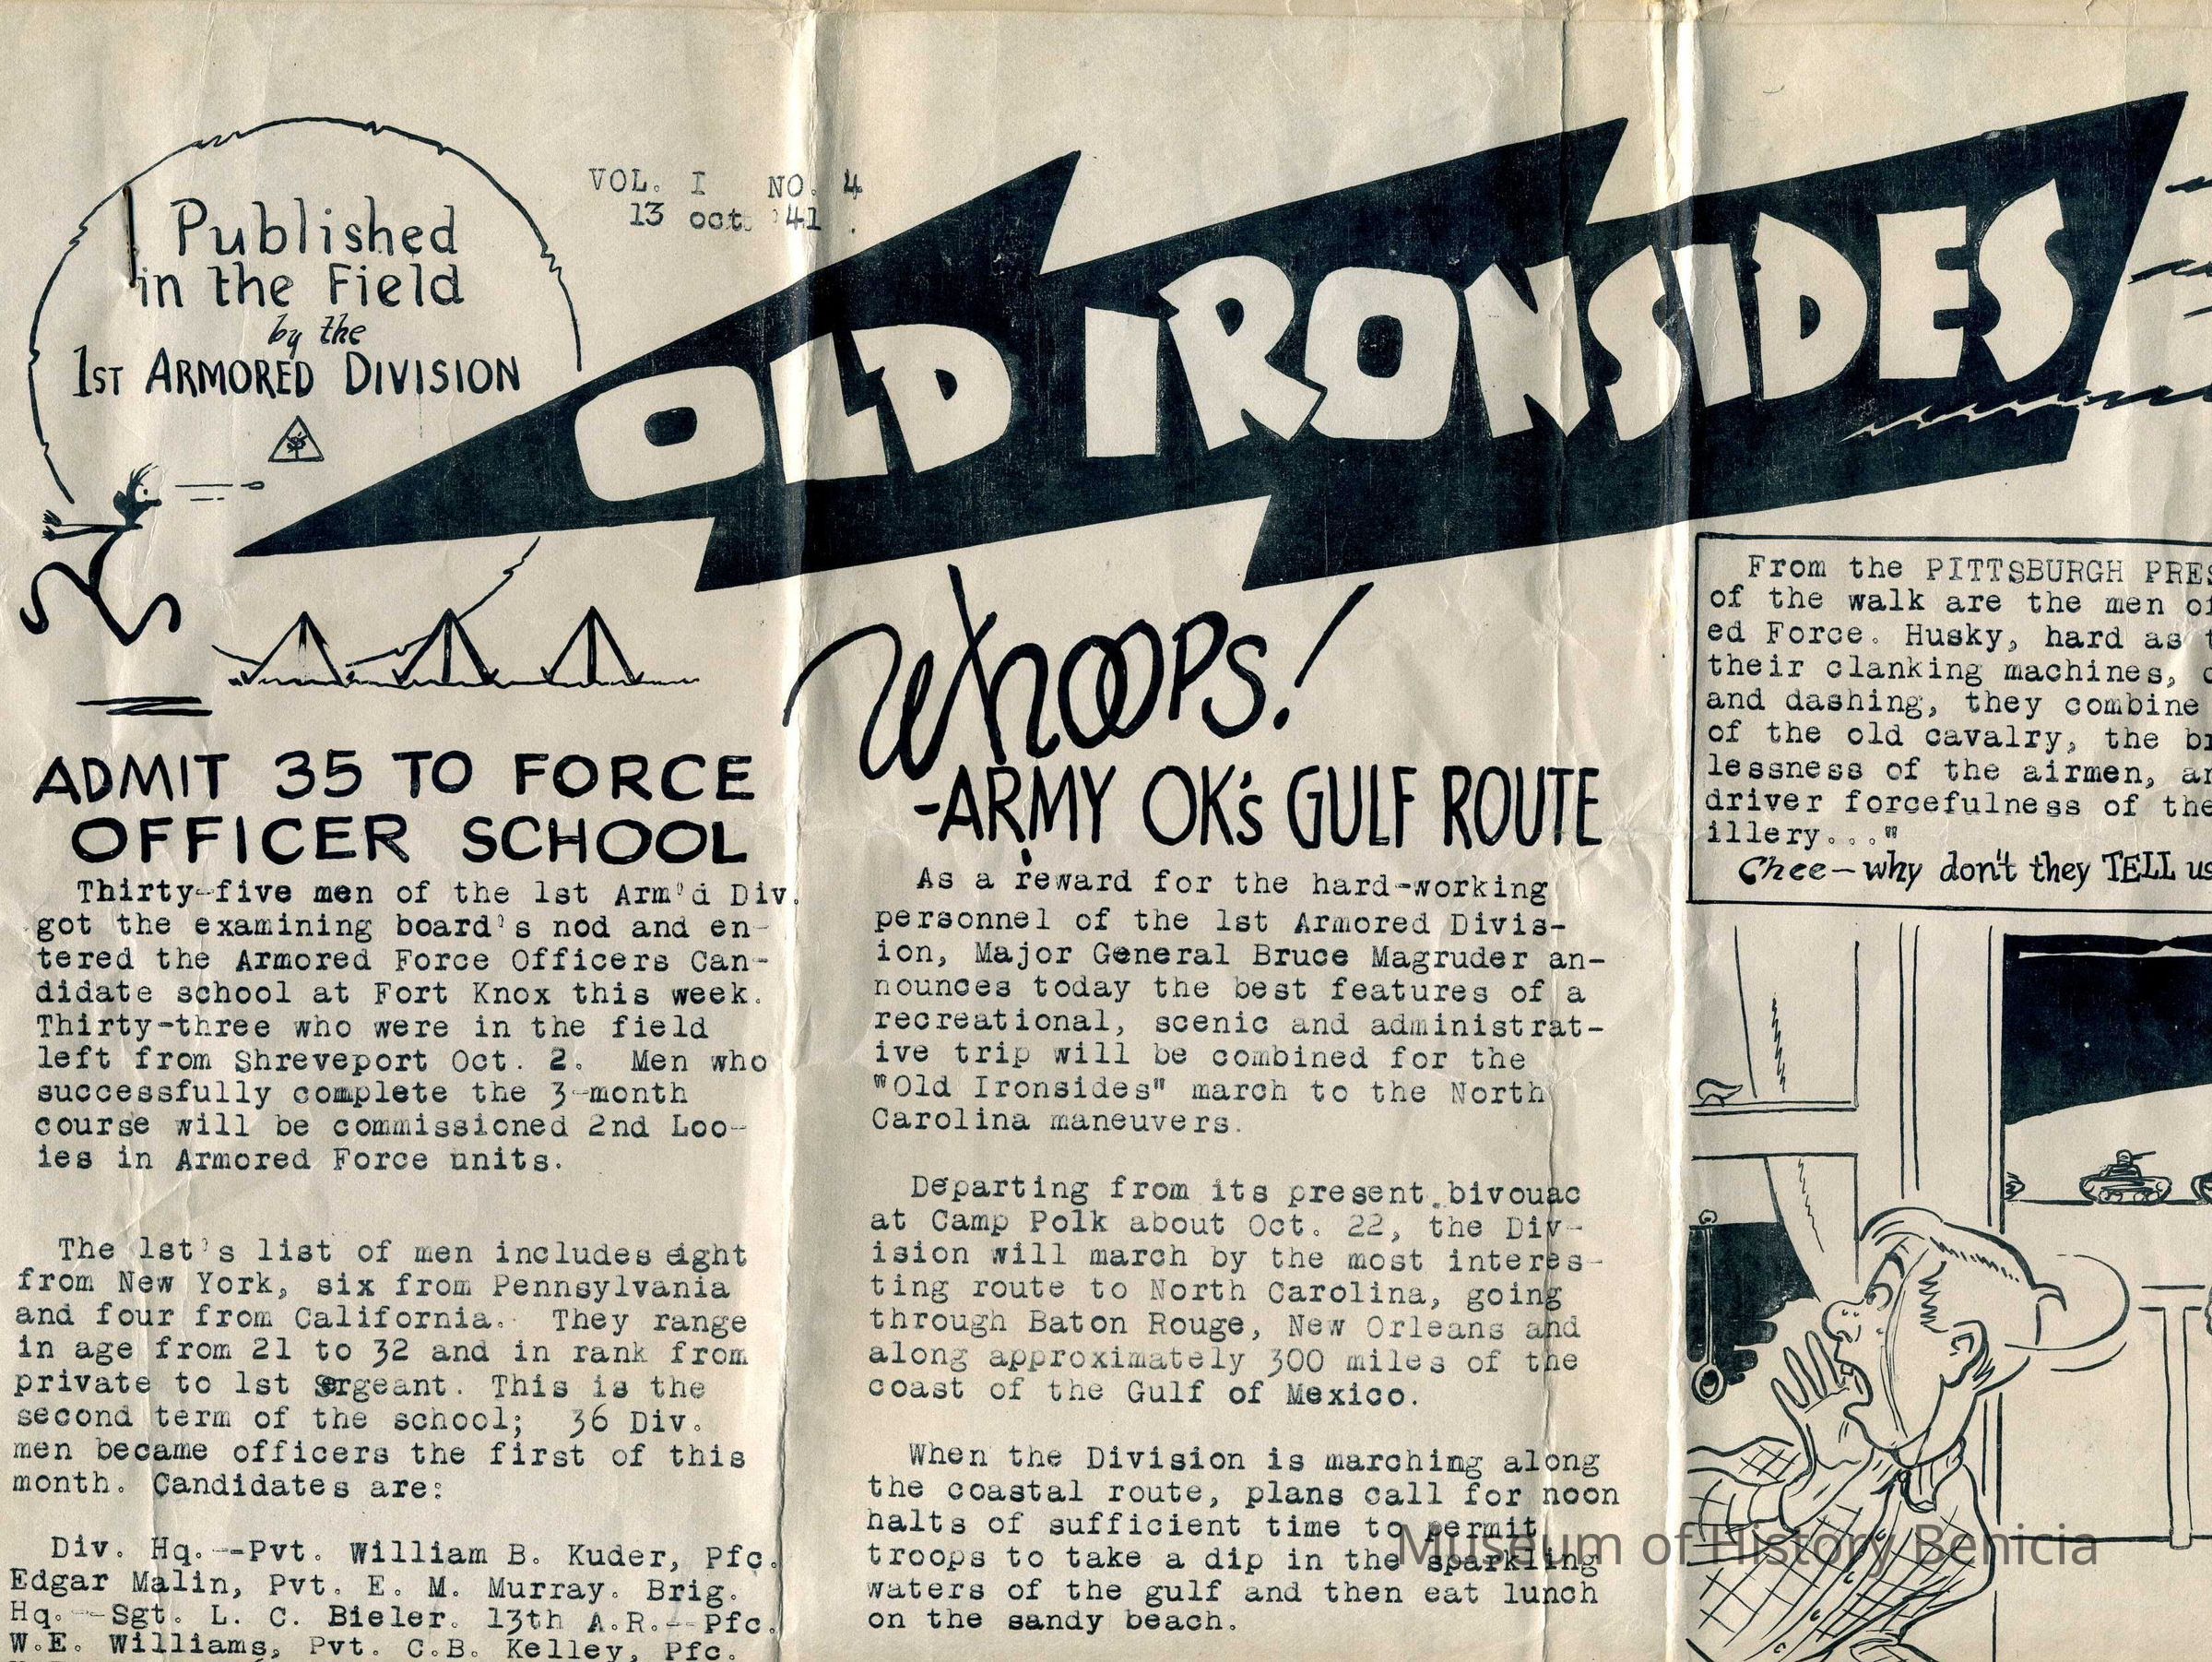 Published
in the Field
by the
1ST ARMORED DIVISION
VOL. I NO. 4
13 oct. '41
OLD IRONSIDES
ADMIT 35 TO FORCE
OFFICER SCHOOL
Thirty-five men of the 1st Arm'd Div.
got the examining board's nod and en-
tered the Armored Force Officers Can-
didate school at Fort Knox this week.
Thirty-three who were in the field
left from Shreveport Oct. 2. Men who
successfully complete the 3-month
course will be commissioned 2nd Loo-
ies in Armored Force units.
The 1st's list of men includes eight
from New York, six from Pennsylvania
and four from California. They range
in age from 21 to 32 and in rank from
private to 1st sergeant. This is the
second term of the school; 36 Div.
men became officers the first of this
month. Candidates are:
Div. Hq.--Pvt. William B. Kuder, Pfc.
Edgar Malin, Pvt. E. M. Murray. Brig.
Hq.--Sgt. L. C. Bieler. 13th A.R.--Pfc.
W.E. Williams, Pvt. C.B. Kelley, Pfc.
Whoops!
-ARMY OK's GULF ROUTE
As a reward for the hard-working
personnel of the 1st Armored Divis-
ion, Major General Bruce Magruder an-
nounces today the best features of a
recreational, scenic and administrat-
ive trip will be combined for the
"Old Ironsides" march to the North
Carolina maneuvers.
Departing from its present bivouac
at Camp Polk about Oct. 22, the Div-
ision will march by the most interes-
ting route to North Carolina, going
through Baton Rouge, New Orleans and
along approximately 300 miles of the
coast of the Gulf of Mexico.
When the Division is marching along
the coastal route, plans call for noon
halts of sufficient time to permit
troops to take a dip in the sparkling
waters of the gulf and then eat lunch
on the sandy beach.
From the PITTSBURGH PRES
of the walk are the men of
ed Force. Husky, hard as t
their clanking machines,
and dashing, they combine
of the old cavalry, the br
lessness of the airmen, an
driver forcefulness of the
illery..."
Chee-why don't they TELL us
Museum of History Benicia